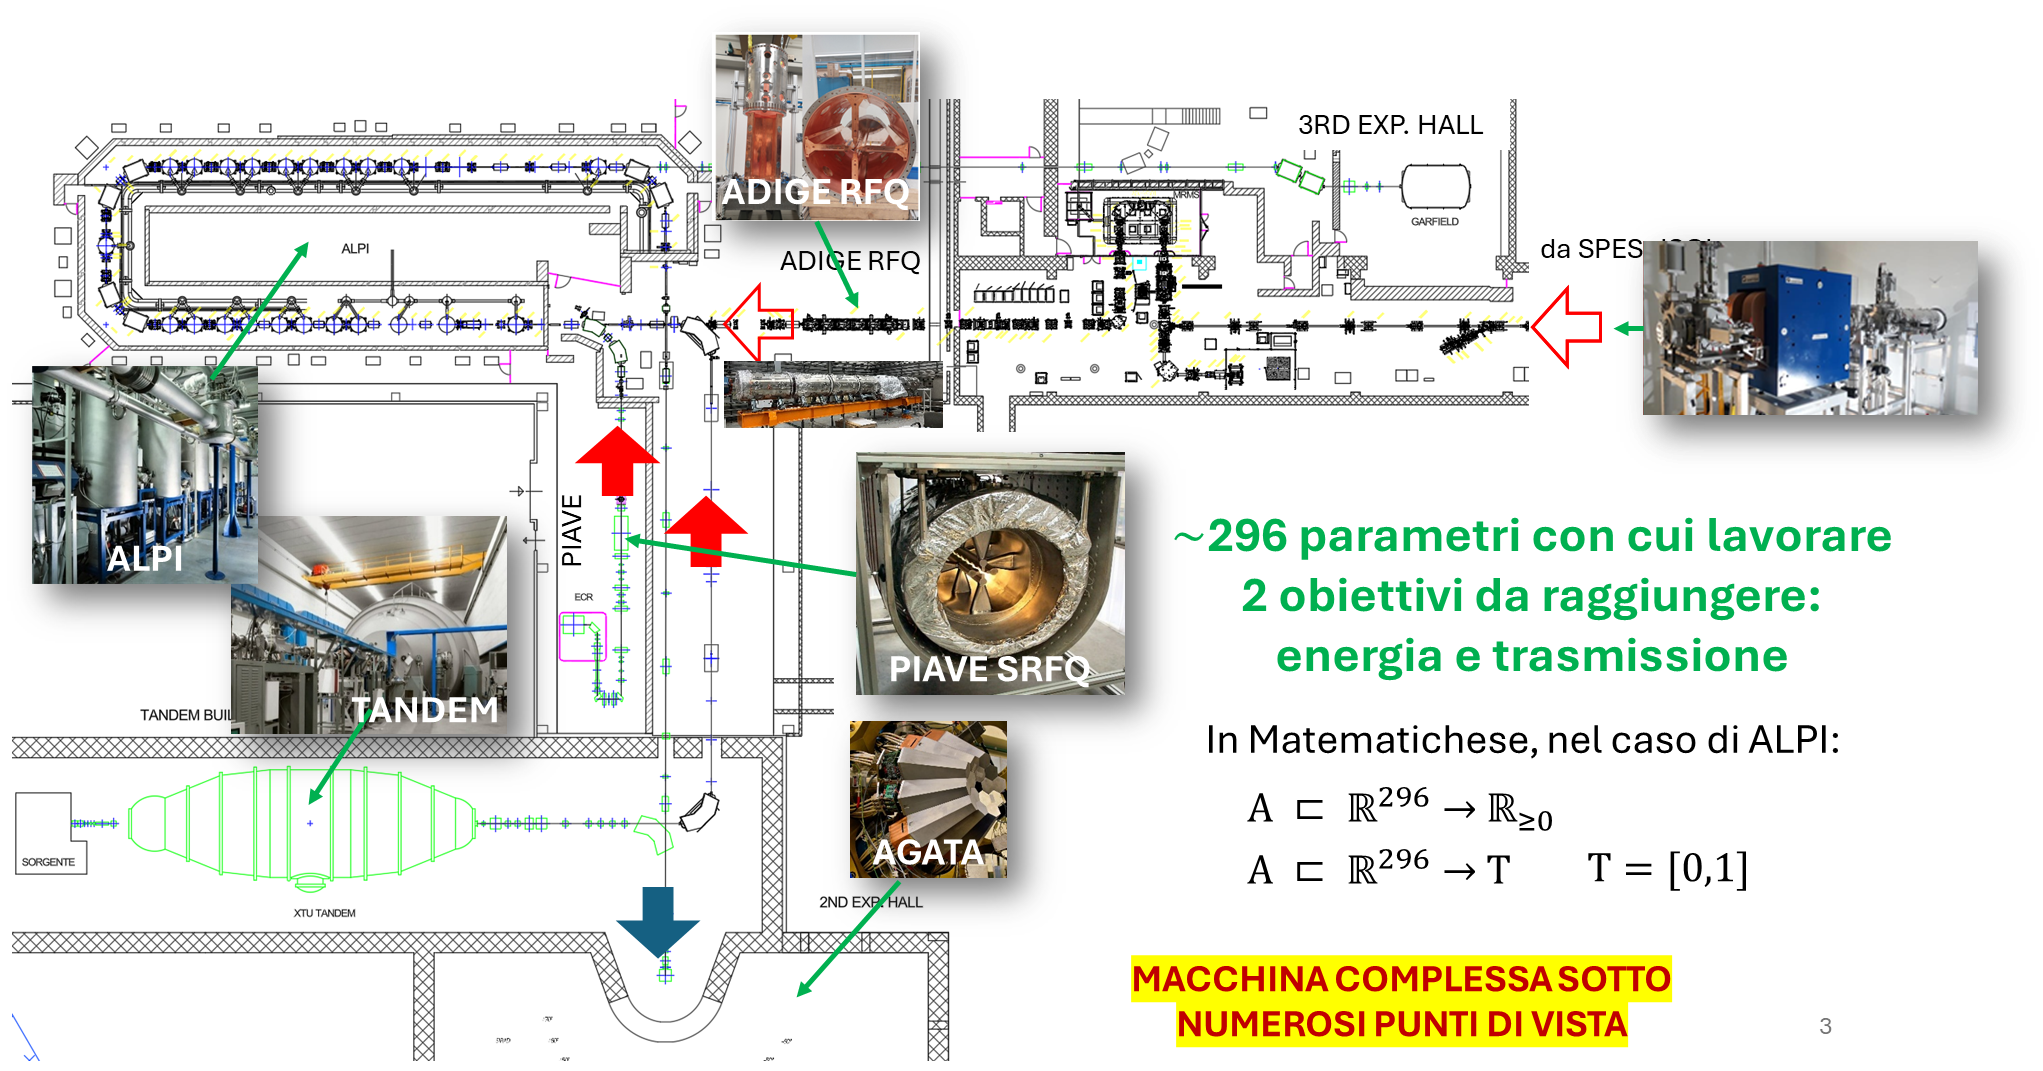 3RD EXP. HALL
ADIGE RFQ
MRMS
GARFIELD
ALPI
ADIGE RFQ
da SPES
ALPI
PIAVE
~296 parametri con cui lavorare
2 obiettivi da raggiungere:
energia e trasmissione
ECR
PIAVE SRFQ
TANDEM
TANDEM
In Matematichese, nel caso di ALPI:
A ⊏ ℝ²⁹⁶ → ℝ≥0
A ⊏ ℝ²⁹⁶ → T T = [0,1]
AGATA
SORGENTE
XTU TANDEM
2ND EXP. HALL
MACCHINA COMPLESSA SOTTO
NUMEROSI PUNTI DI VISTA
3